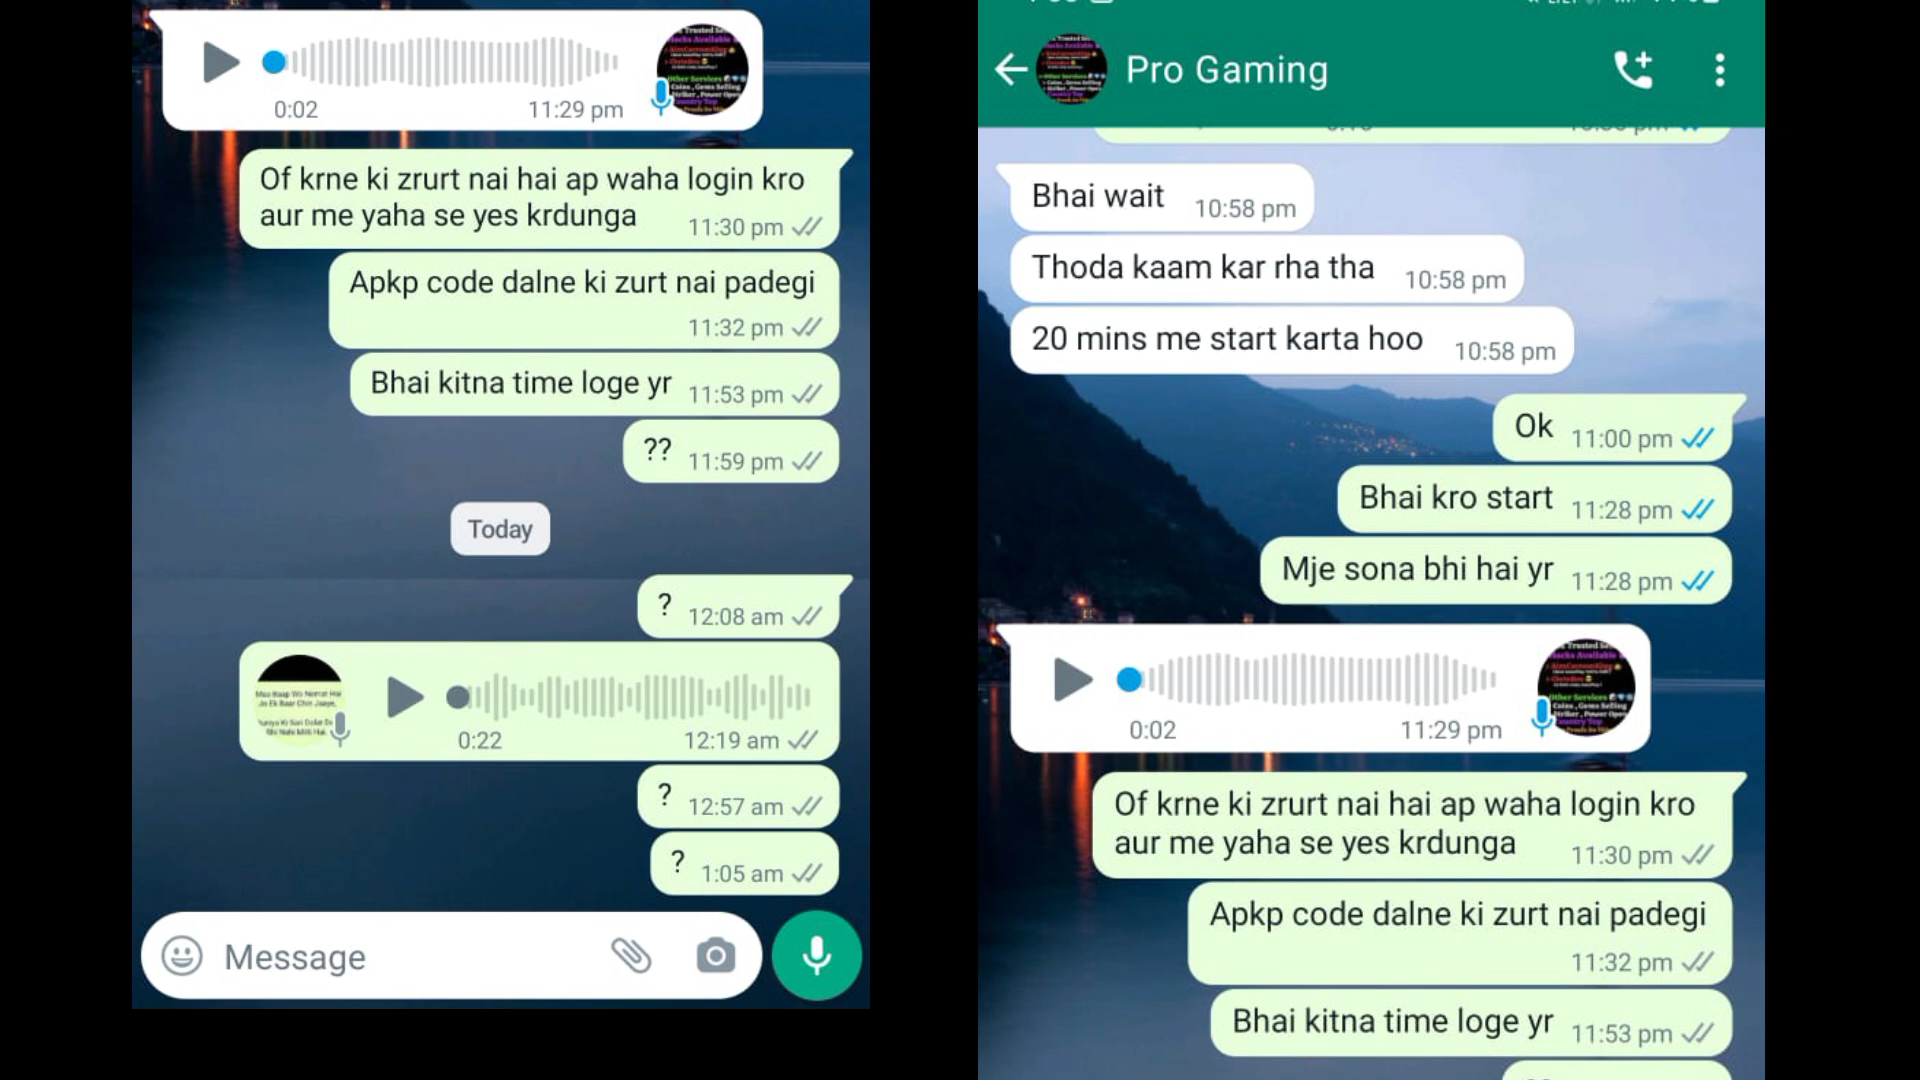 0:02
11:29 pm
Of krne ki zrurt nai hai ap waha login kro
aur me yaha se yes krdunga
11:30 pm
Apkp code dalne ki zurt nai padegi
11:32 pm
Bhai kitna time loge yr
11:53 pm
??
11:59 pm
Today
?
12:08 am
0:22
12:19 am
?
12:57 am
?
1:05 am
Message
Pro Gaming
Bhai wait
10:58 pm
Thoda kaam kar rha tha
10:58 pm
20 mins me start karta hoo
10:58 pm
Ok
11:00 pm
Bhai kro start
11:28 pm
Mje sona bhi hai yr
11:28 pm
0:02
11:29 pm
Of krne ki zrurt nai hai ap waha login kro
aur me yaha se yes krdunga
11:30 pm
Apkp code dalne ki zurt nai padegi
11:32 pm
Bhai kitna time loge yr
11:53 pm